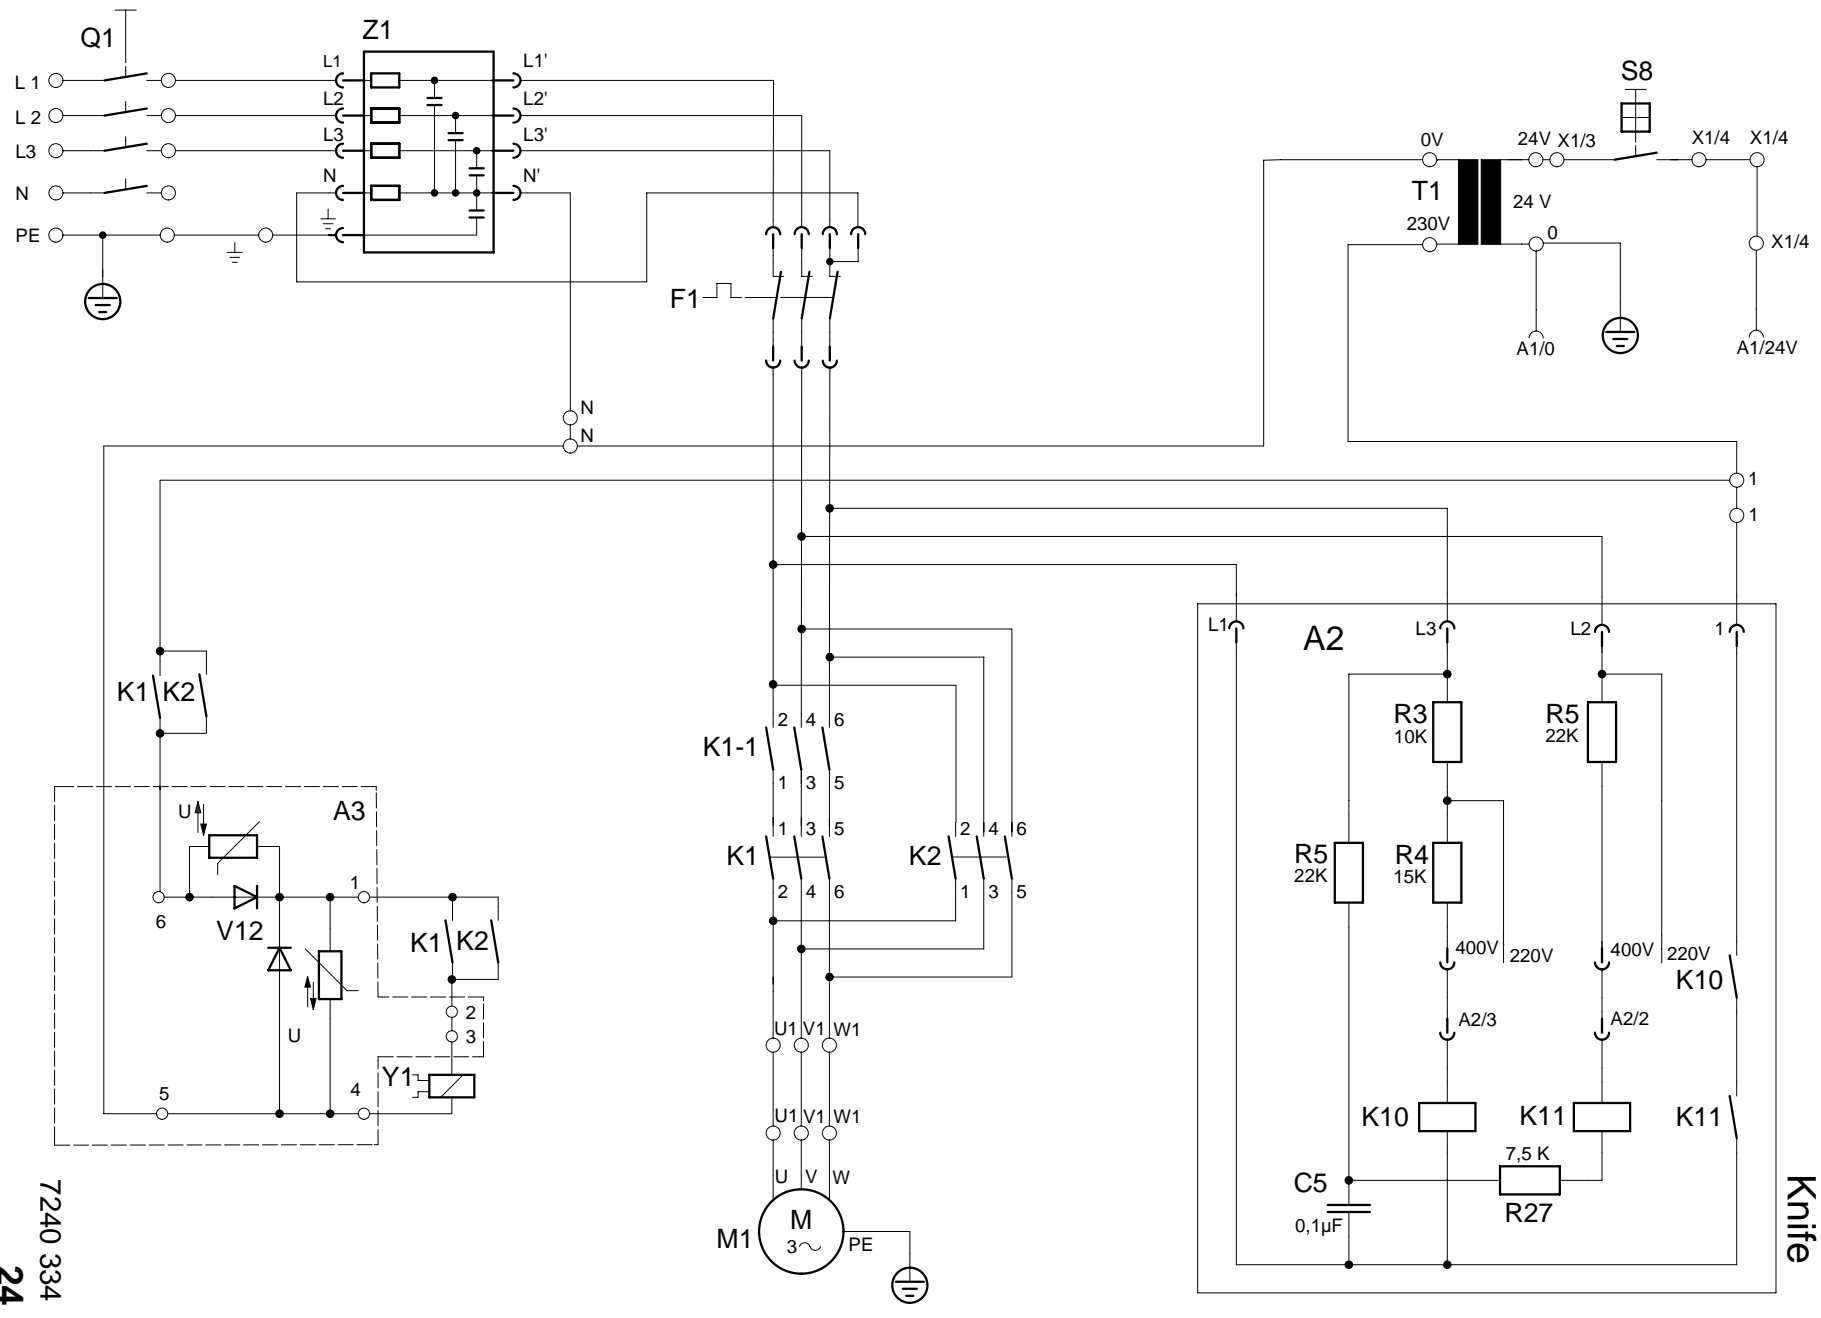 Q1
Z1
L 1
L1
L1'
L 2
L2
L2'
L3
L3
L3'
N
N
N'
PE
F1
N
N
S8
0V
24V
X1/3
X1/4
X1/4
T1
24 V
230V
0
X1/4
A1/0
A1/24V
1
1
K1
K2
A3
U
6
V12
1
K1
K2
2
3
U
Y1
5
4
2
4
6
K1-1
1
3
5
1
3
5
K1
2
4
6
2
4
6
K2
1
3
5
U1
V1
W1
U1
V1
W1
U
V
W
M1
M
3
PE
L1
A2
L3
L2
1
R3
10K
R5
22K
R5
22K
R4
15K
400V
220V
400V
220V
K10
A2/3
A2/2
K10
K11
K11
7,5 K
C5
0,1µF
R27
Knife
7240 334
24